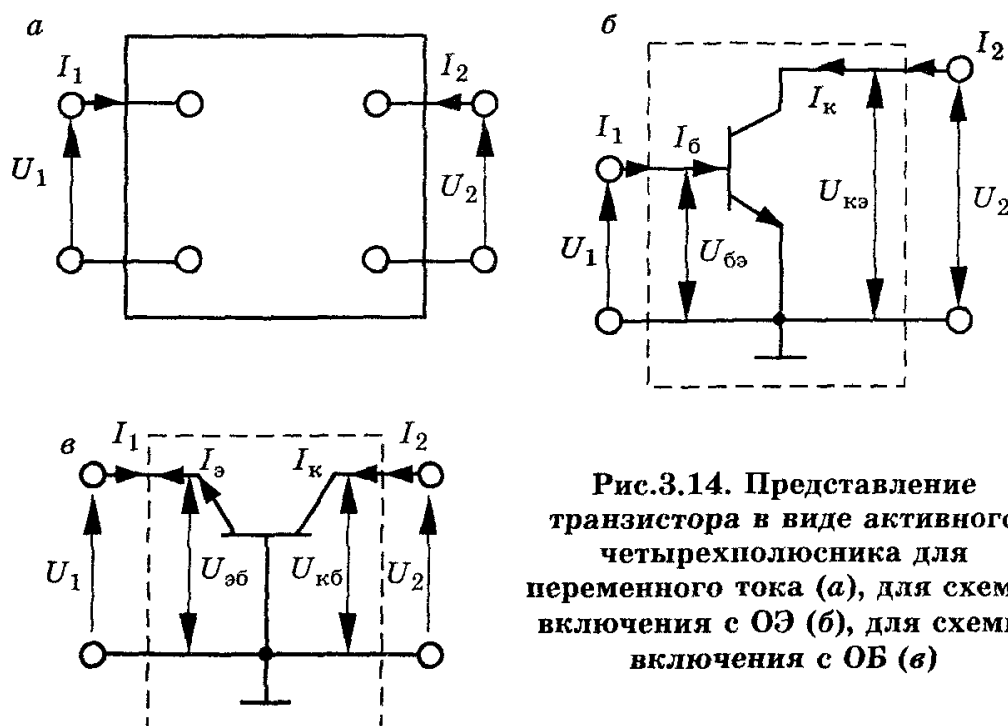 а
I₁
I₂
U₁
U₂
б
I₂
Iк
I₁
Iб
Uкэ
U₂
U₁
Uбэ
в
I₁
Iэ
Iк
I₂
U₁
Uэб
Uкб
U₂
Рис.3.14. Представление
транзистора в виде активного
четырехполюсника для
переменного тока (а), для схем
включения с ОЭ (б), для схем
включения с ОБ (в)